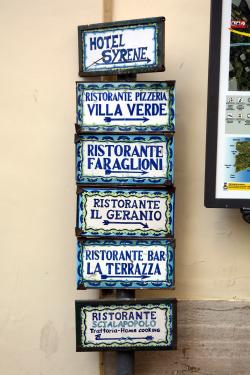 HOTEL
SYRENE
RISTORANTE PIZZERIA
VILLA VERDE
RISTORANTE
FARAGLIONI
RISTORANTE
IL GERANIO
RISTORANTE BAR
LA TERRAZZA
RISTORANTE
SCIALAPOPOLO
Trattoria-Home cooking